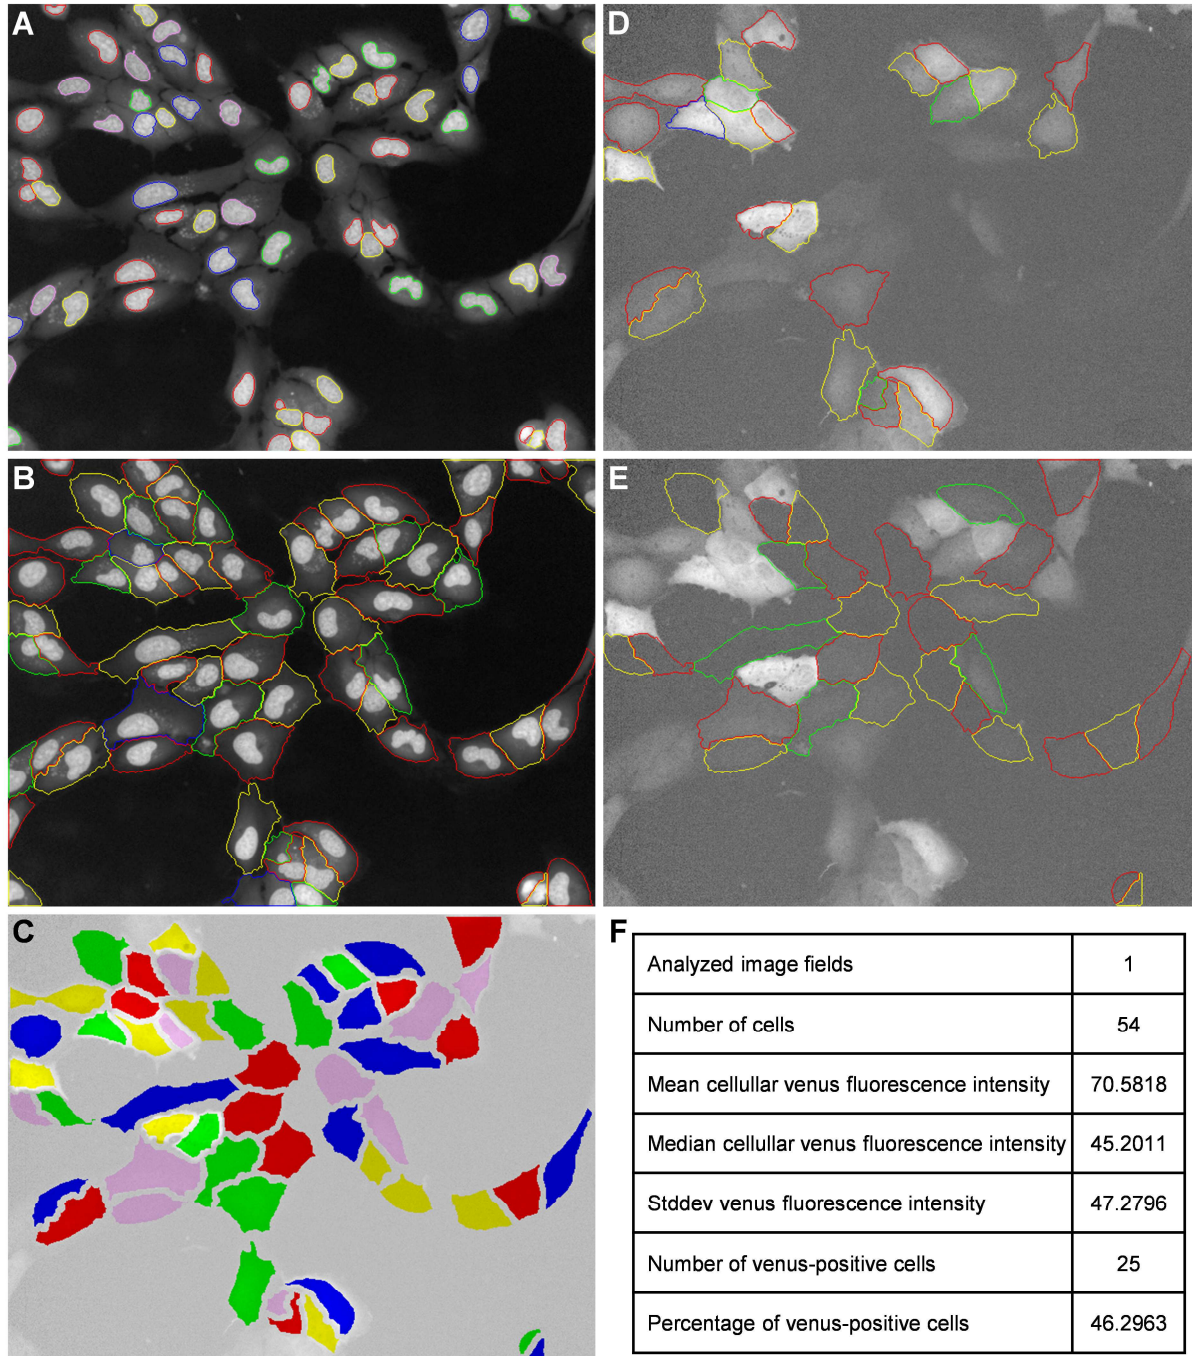 A
D
B
E
C
F
Analyzed image fields 1
Number of cells 54
Mean cellullar venus fluorescence intensity 70.5818
Median cellullar venus fluorescence intensity 45.2011
Stddev venus fluorescence intensity 47.2796
Number of venus-positive cells 25
Percentage of venus-positive cells 46.2963